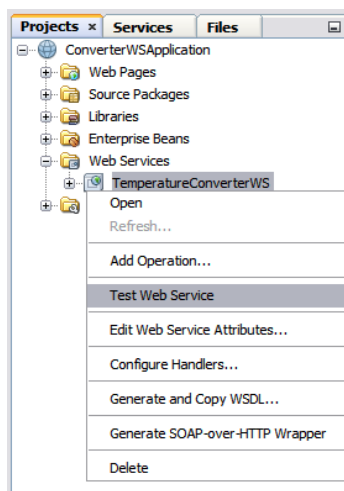 Projects × Services Files
ConverterWSApplication
Web Pages
Source Packages
Libraries
Enterprise Beans
Web Services
TemperatureConverterWS
Open
Refresh...
Add Operation...
Test Web Service
Edit Web Service Attributes...
Configure Handlers...
Generate and Copy WSDL...
Generate SOAP-over-HTTP Wrapper
Delete